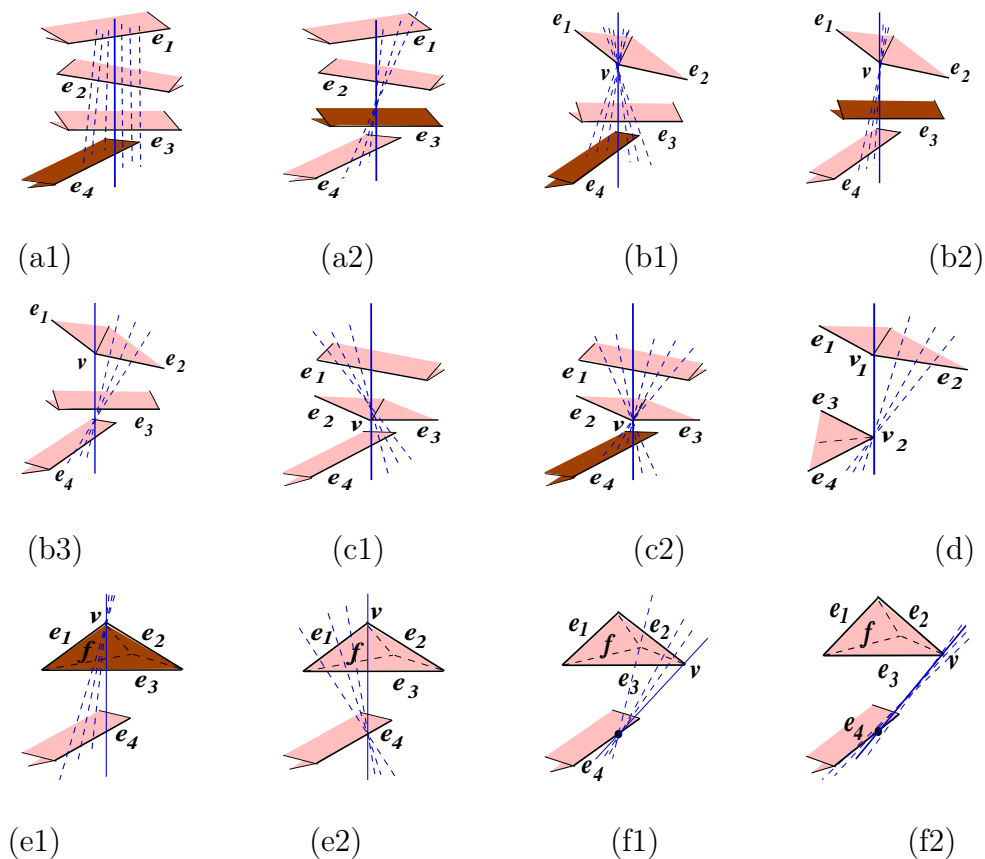 e1 e2 e3 e4
(a1)
e1 e2 e3 e4
(a2)
e1 v e2 e3 e4
(b1)
e1 v e2 e3 e4
(b2)
e1 v e2 e3 e4
(b3)
e1 e2 v e3 e4
(c1)
e1 e2 v e3 e4
(c2)
e1 v1 e2 e3 v2 e4
(d)
v e1 e2 f e3 e4
(e1)
v e1 e2 f e3 e4
(e2)
e1 e2 f e3 v e4
(f1)
e1 e2 f e3 v e4
(f2)